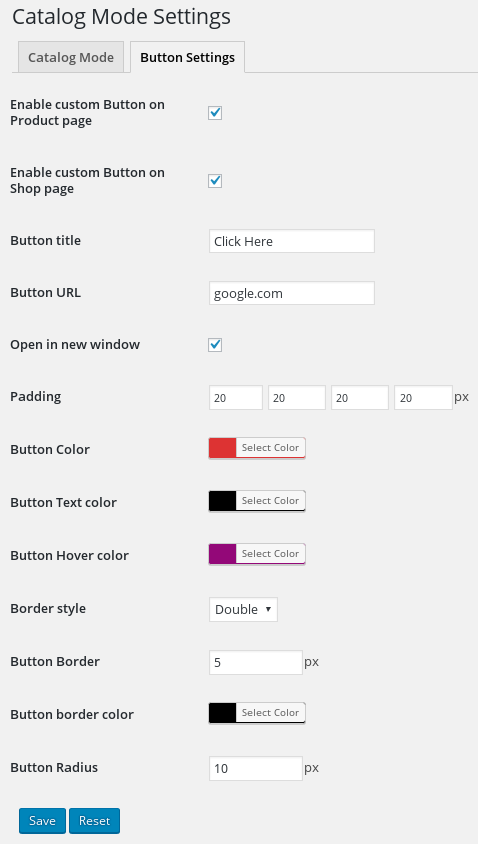 Catalog Mode Settings
Catalog Mode Button Settings
Enable custom Button on
Product page
Enable custom Button on
Shop page
Button title Click Here
Button URL google.com
Open in new window
Padding 20 20 20 20 px
Button Color Select Color
Button Text color Select Color
Button Hover color Select Color
Border style Double
Button Border 5 px
Button border color Select Color
Button Radius 10 px
Save Reset